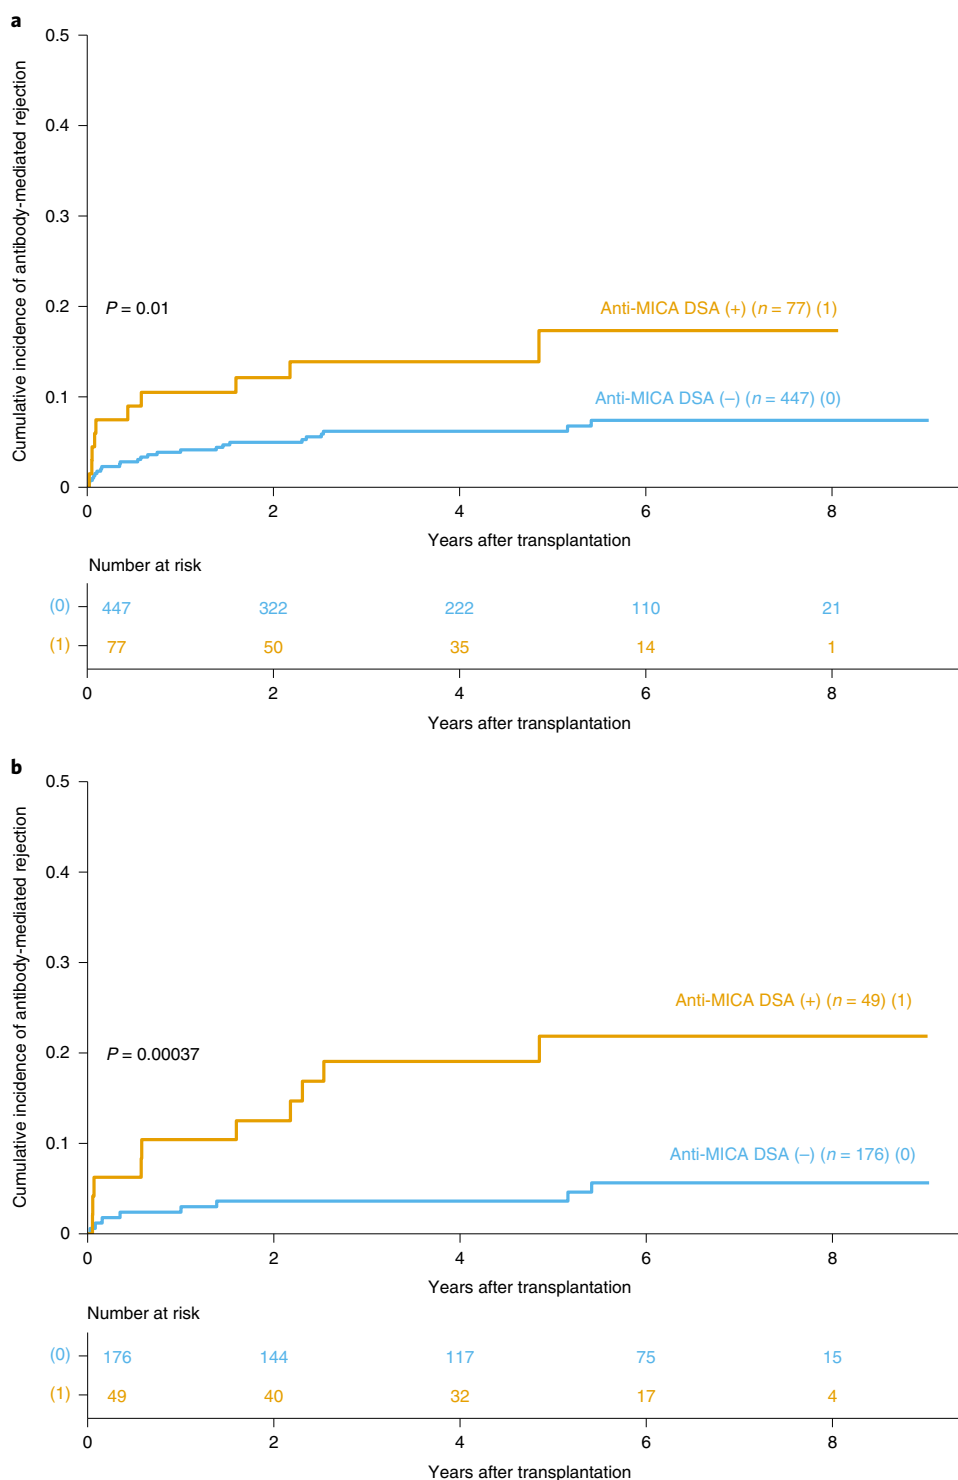 a
Cumulative incidence of antibody-mediated rejection
0.5
0.4
0.3
0.2
0.1
0
P = 0.01
Anti-MICA DSA (+) (n = 77) (1)
Anti-MICA DSA (–) (n = 447) (0)
0 2 4 6 8
Years after transplantation
Number at risk
(0) 447 322 222 110 21
(1) 77 50 35 14 1
0 2 4 6 8
Years after transplantation
b
Cumulative incidence of antibody-mediated rejection
0.5
0.4
0.3
0.2
0.1
0
Anti-MICA DSA (+) (n = 49) (1)
P = 0.00037
Anti-MICA DSA (–) (n = 176) (0)
0 2 4 6 8
Years after transplantation
Number at risk
(0) 176 144 117 75 15
(1) 49 40 32 17 4
0 2 4 6 8
Years after transplantation